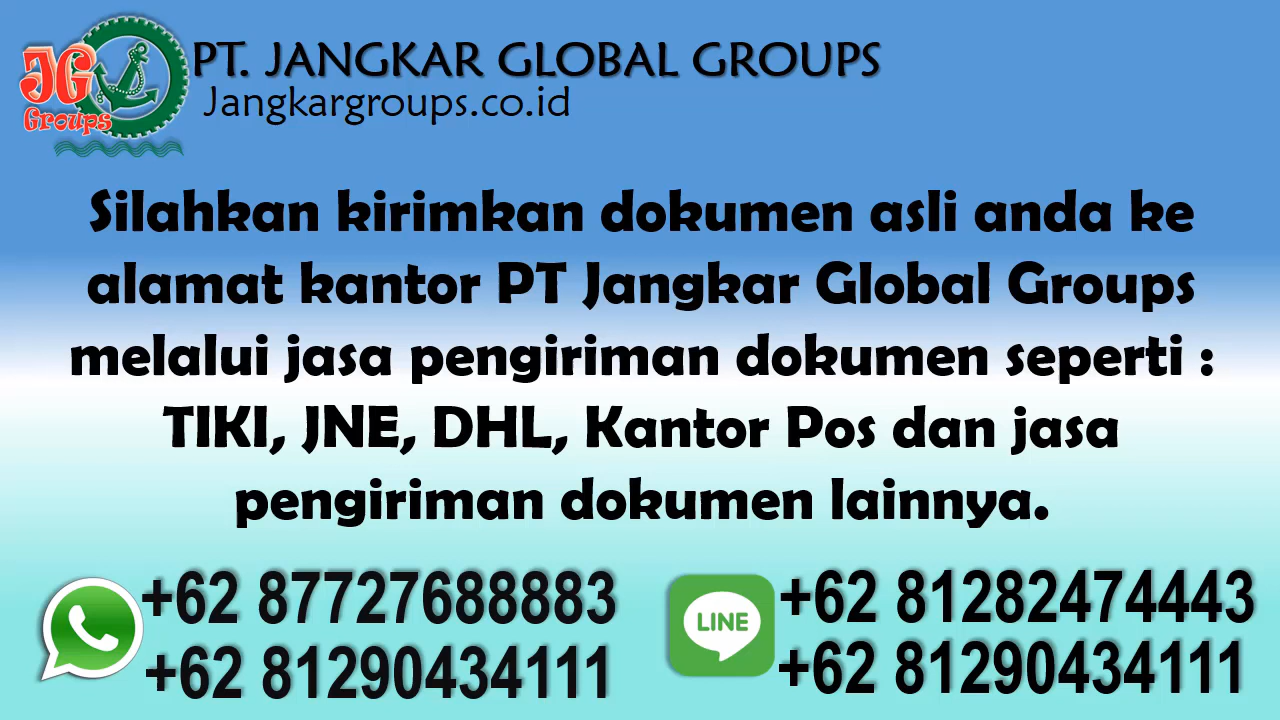 JG
Groups
PT. JANGKAR GLOBAL GROUPS
Jangkargroups.co.id
Silahkan kirimkan dokumen asli anda ke
alamat kantor PT Jangkar Global Groups
melalui jasa pengiriman dokumen seperti :
TIKI, JNE, DHL, Kantor Pos dan jasa
pengiriman dokumen lainnya.
+62 87727688883
+62 81290434111
LINE
+62 81282474443
+62 81290434111